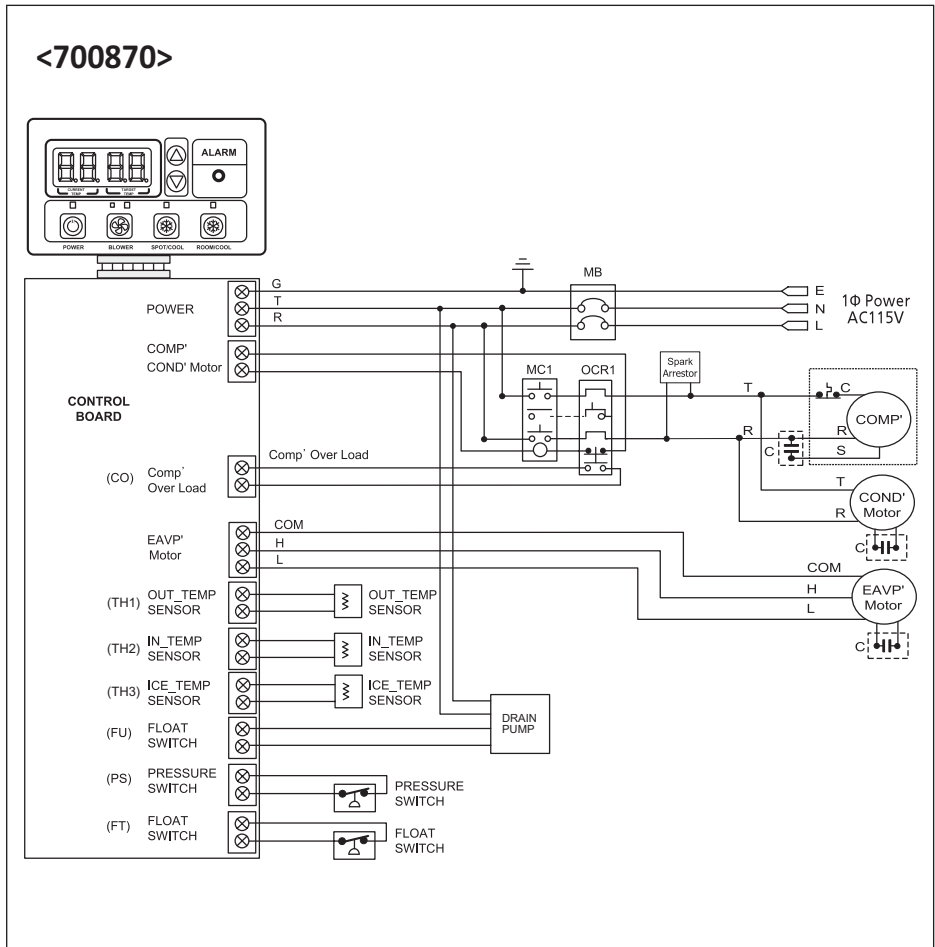 <700870>
ALARM
88 88
CURRENT TEMP
TARGET TEMP
POWER
BLOWER
SPOT/COOL
ROOM/COOL
CONTROL
BOARD
POWER
G
T
R
MB
E
N
L
1Φ Power
AC115V
COMP'
COND' Motor
MC1
OCR1
Spark
Arrestor
T
C
COMP'
R
R
S
C
(CO)
Comp'
Over Load
Comp' Over Load
T
R
COND'
Motor
C
EAVP'
Motor
COM
H
L
COM
H
L
EAVP'
Motor
C
(TH1)
OUT_TEMP
SENSOR
OUT_TEMP
SENSOR
(TH2)
IN_TEMP
SENSOR
IN_TEMP
SENSOR
(TH3)
ICE_TEMP
SENSOR
ICE_TEMP
SENSOR
(FU)
FLOAT
SWITCH
DRAIN
PUMP
(PS)
PRESSURE
SWITCH
PRESSURE
SWITCH
(FT)
FLOAT
SWITCH
FLOAT
SWITCH